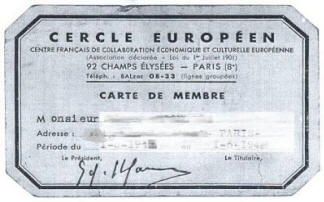 CERCLE EUROPÉEN
CENTRE FRANÇAIS DE COLLABORATION ÉCONOMIQUE ET CULTURELLE EUROPÉENNE
(Association déclarée - Loi du 1er Juillet 1901)
92 CHAMPS ÉLYSÉES - PARIS (8e)
Téléph. : BALzac 08-33 (lignes groupées)
CARTE DE MEMBRE
Monsieur
Adresse : PARIS-
Période du au
Le Président, Le Titulaire,